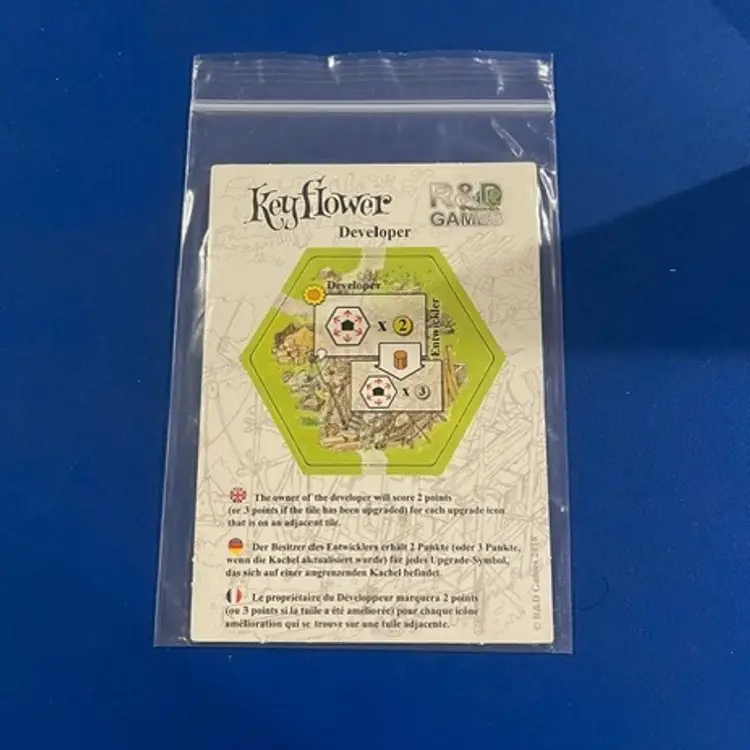 Keyflower
R&D
GAMES
Developer
Developer
Entwickler
x 2
x 3
The owner of the developer will score 2 points
(or 3 points if the tile has been upgraded) for each upgrade icon
that is on an adjacent tile.
Der Besitzer des Entwicklers erhält 2 Punkte (oder 3 Punkte,
wenn die Kachel aktualisiert wurde) für jedes Upgrade-Symbol,
das sich auf einer angrenzenden Kachel befindet.
Le propriétaire du Développeur marquera 2 points
(ou 3 points si la tuile a été améliorée) pour chaque icône
amélioration qui se trouve sur une tuile adjacente.
© R&D Games 2018